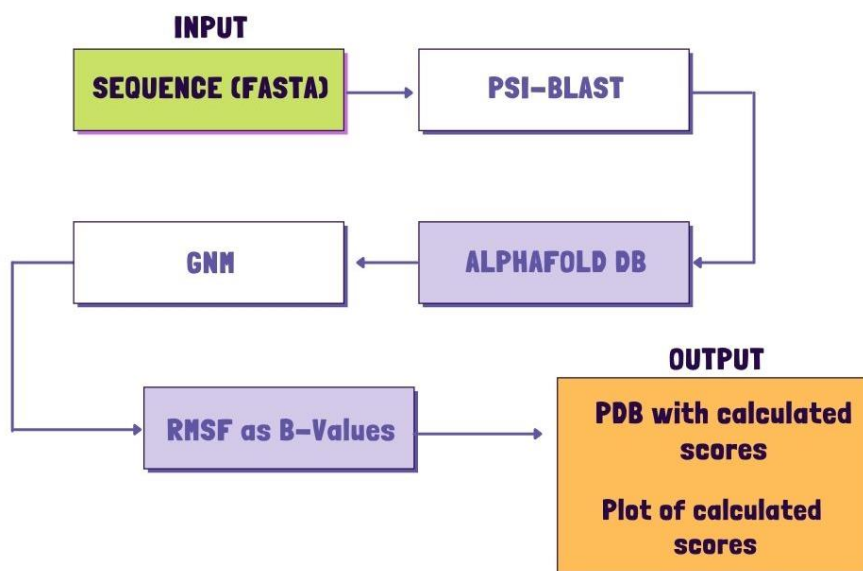 INPUT
SEQUENCE (FASTA)
PSI-BLAST
ALPHAFOLD DB
GNM
RMSF as B-Values
OUTPUT
PDB with calculated
scores
Plot of calculated
scores